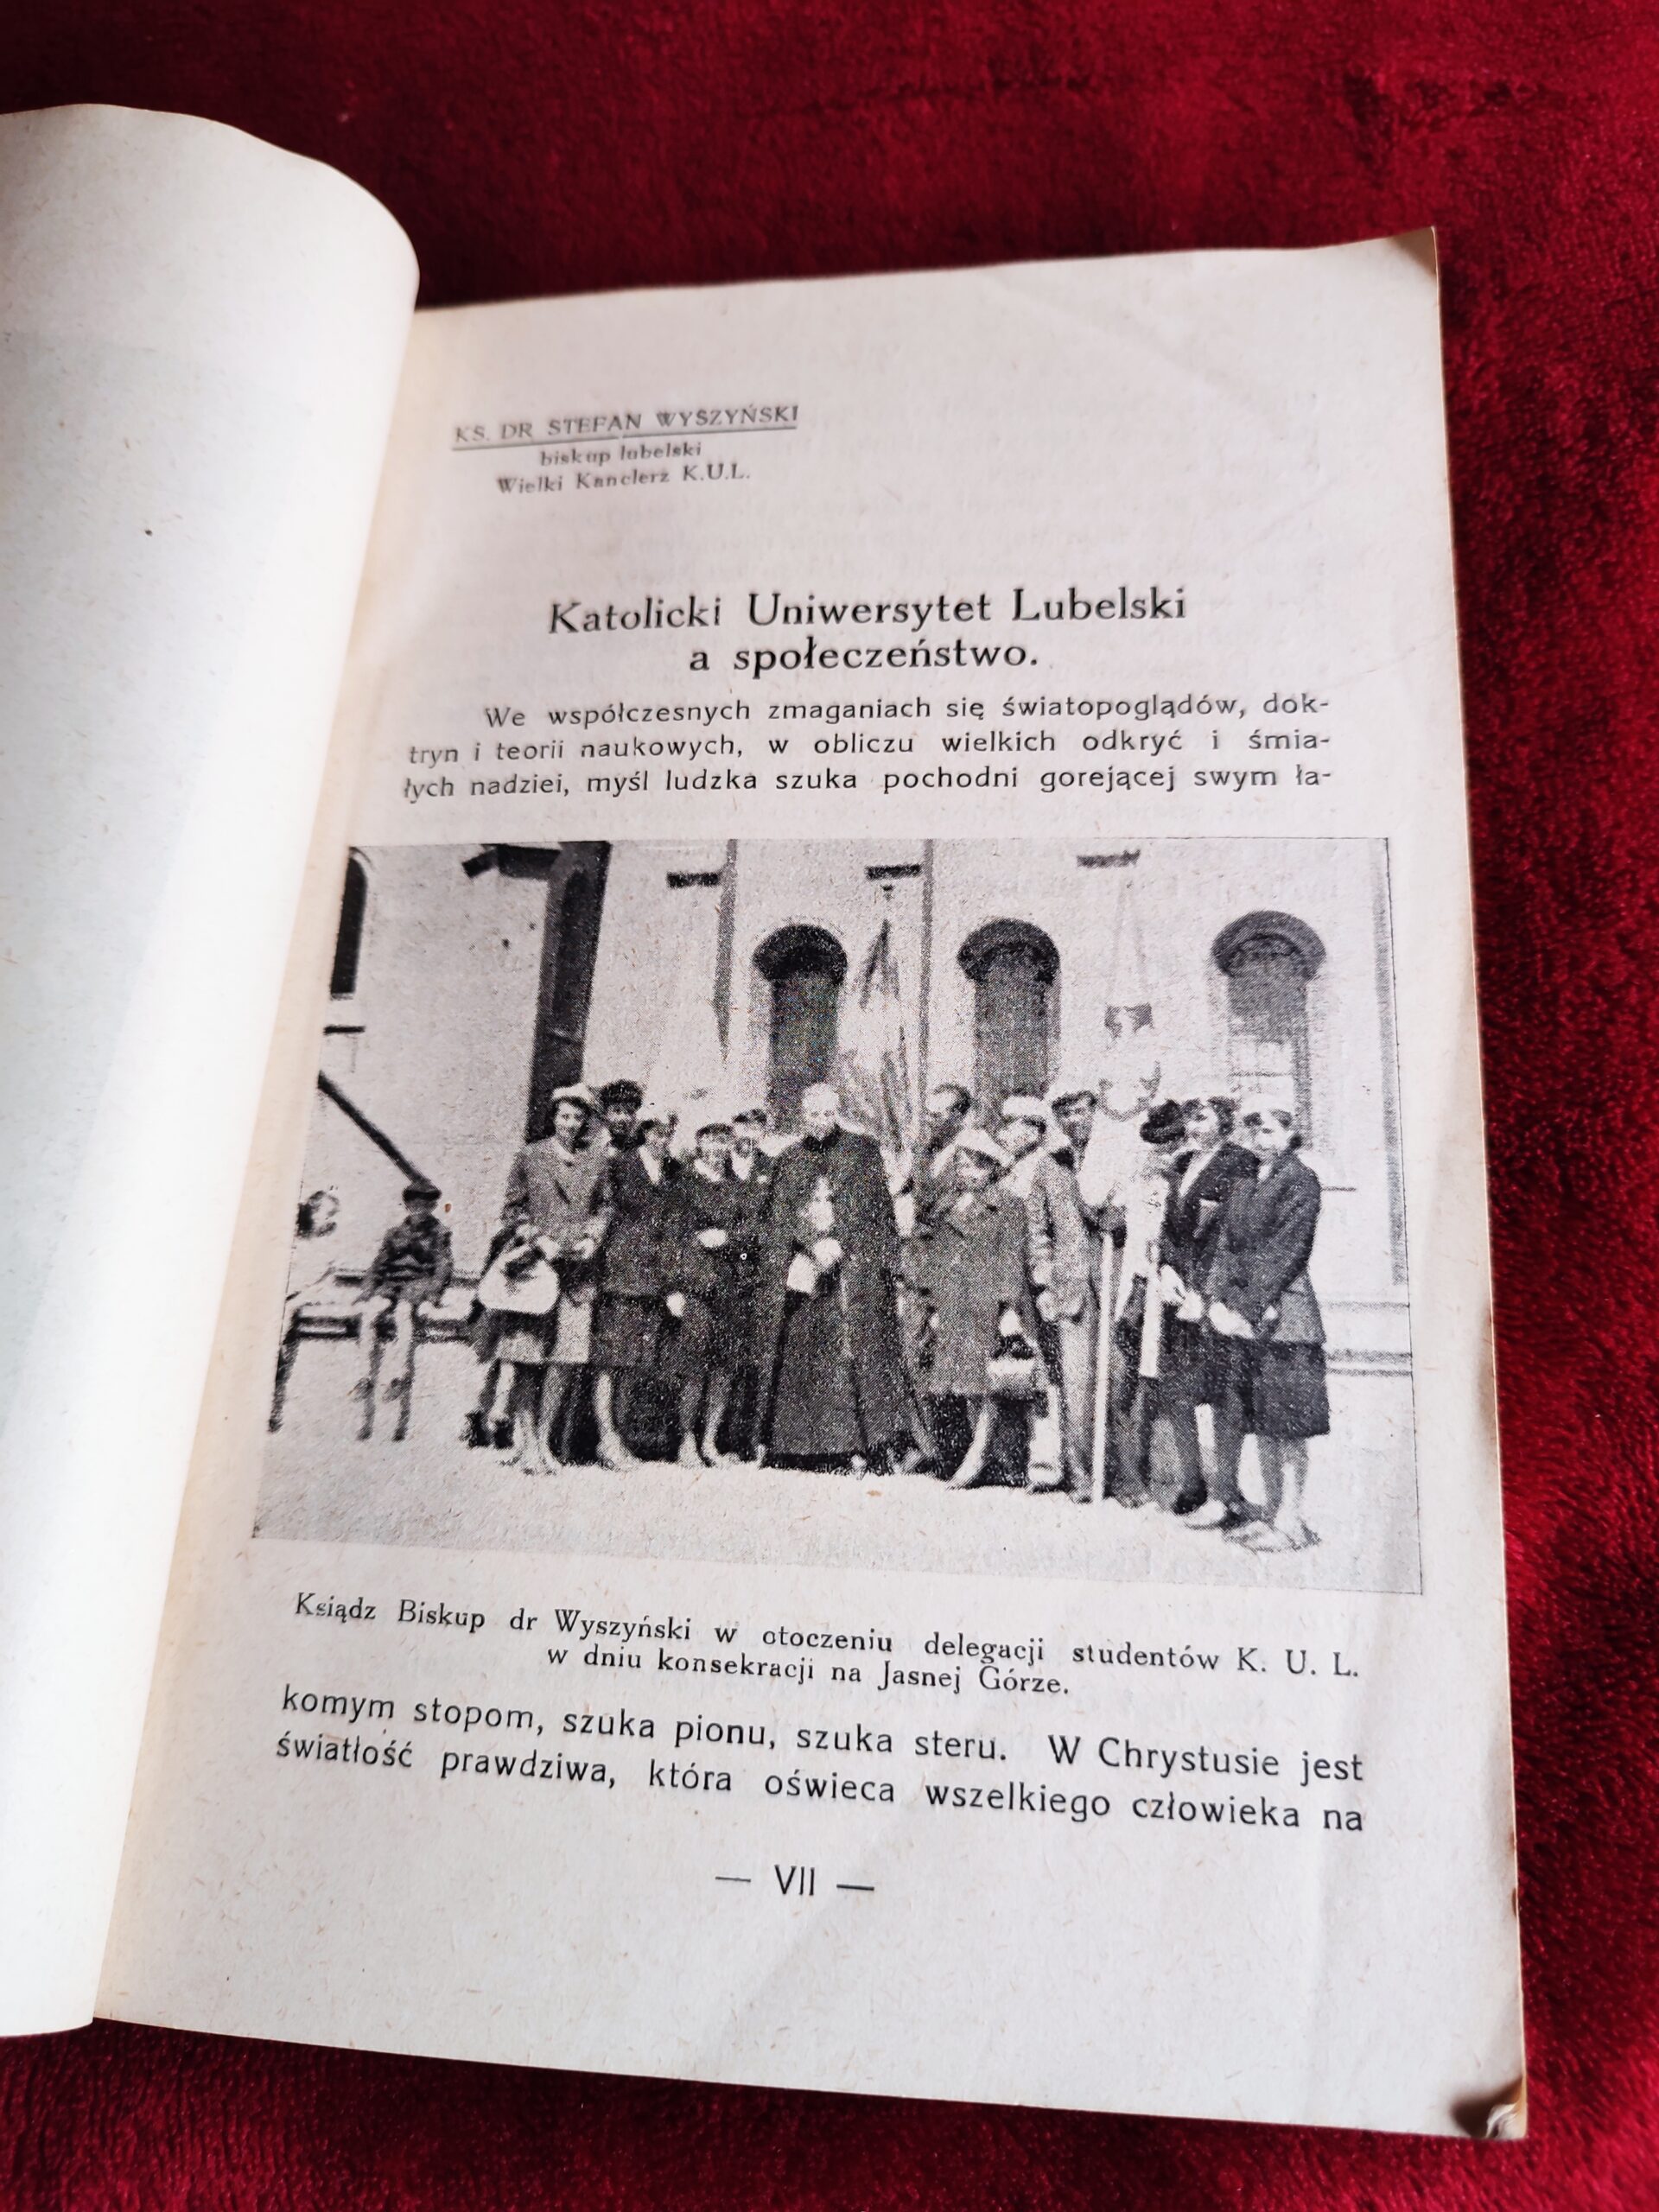 KS. DR STEFAN WYSZYŃSKI
biskup lubelski
Wielki Kanclerz K.U.L.
Katolicki Uniwersytet Lubelski
a społeczeństwo.
We współczesnych zmaganiach się światopoglądów, dok-
tryn i teorii naukowych, w obliczu wielkich odkryć i śmia-
łych nadziei, myśl ludzka szuka pochodni gorejącej swym ła-
Ksiądz Biskup dr Wyszyński w otoczeniu delegacji studentów K. U. L.
w dniu konsekracji na Jasnej Górze.
komym stopom, szuka pionu, szuka steru. W Chrystusie jest
światłość prawdziwa, która oświeca wszelkiego człowieka na
— VII —